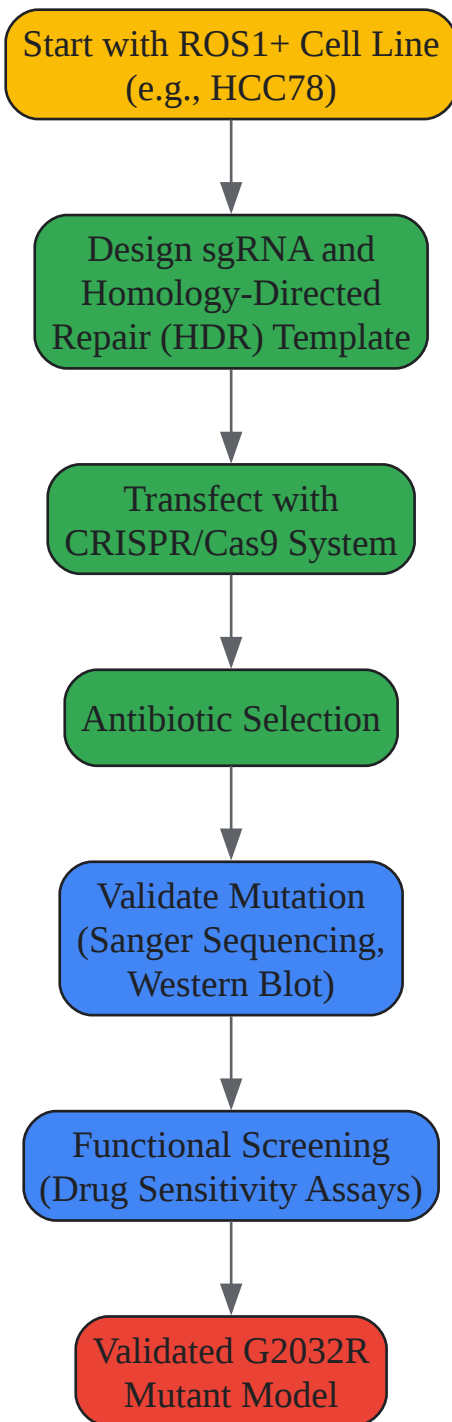 Start with ROS1+ Cell Line
(e.g., HCC78)
Design sgRNA and
Homology-Directed
Repair (HDR) Template
Transfect with
CRISPR/Cas9 System
Antibiotic Selection
Validate Mutation
(Sanger Sequencing,
Western Blot)
Functional Screening
(Drug Sensitivity Assays)
Validated G2032R
Mutant Model